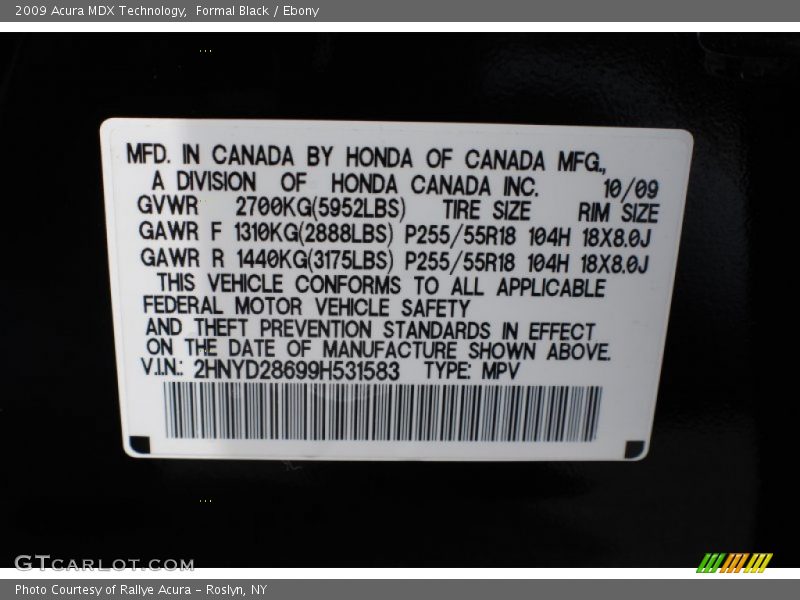 2009 Acura MDX Technology,  Formal Black / Ebony
MFD. IN CANADA BY HONDA OF CANADA MFG.,
A DIVISION OF HONDA CANADA INC. 10/09
GVWR 2700KG(5952LBS) TIRE SIZE RIM SIZE
GAWR F 1310KG(2888LBS) P255/55R18 104H 18X8.0J
GAWR R 1440KG(3175LBS) P255/55R18 104H 18X8.0J
THIS VEHICLE CONFORMS TO ALL APPLICABLE
FEDERAL MOTOR VEHICLE SAFETY
AND THEFT PREVENTION STANDARDS IN EFFECT
ON THE DATE OF MANUFACTURE SHOWN ABOVE.
V.I.N.: 2HNYD28699H531583 TYPE: MPV
GTCARLOT.COM
Photo Courtesy of Rallye Acura - Roslyn, NY